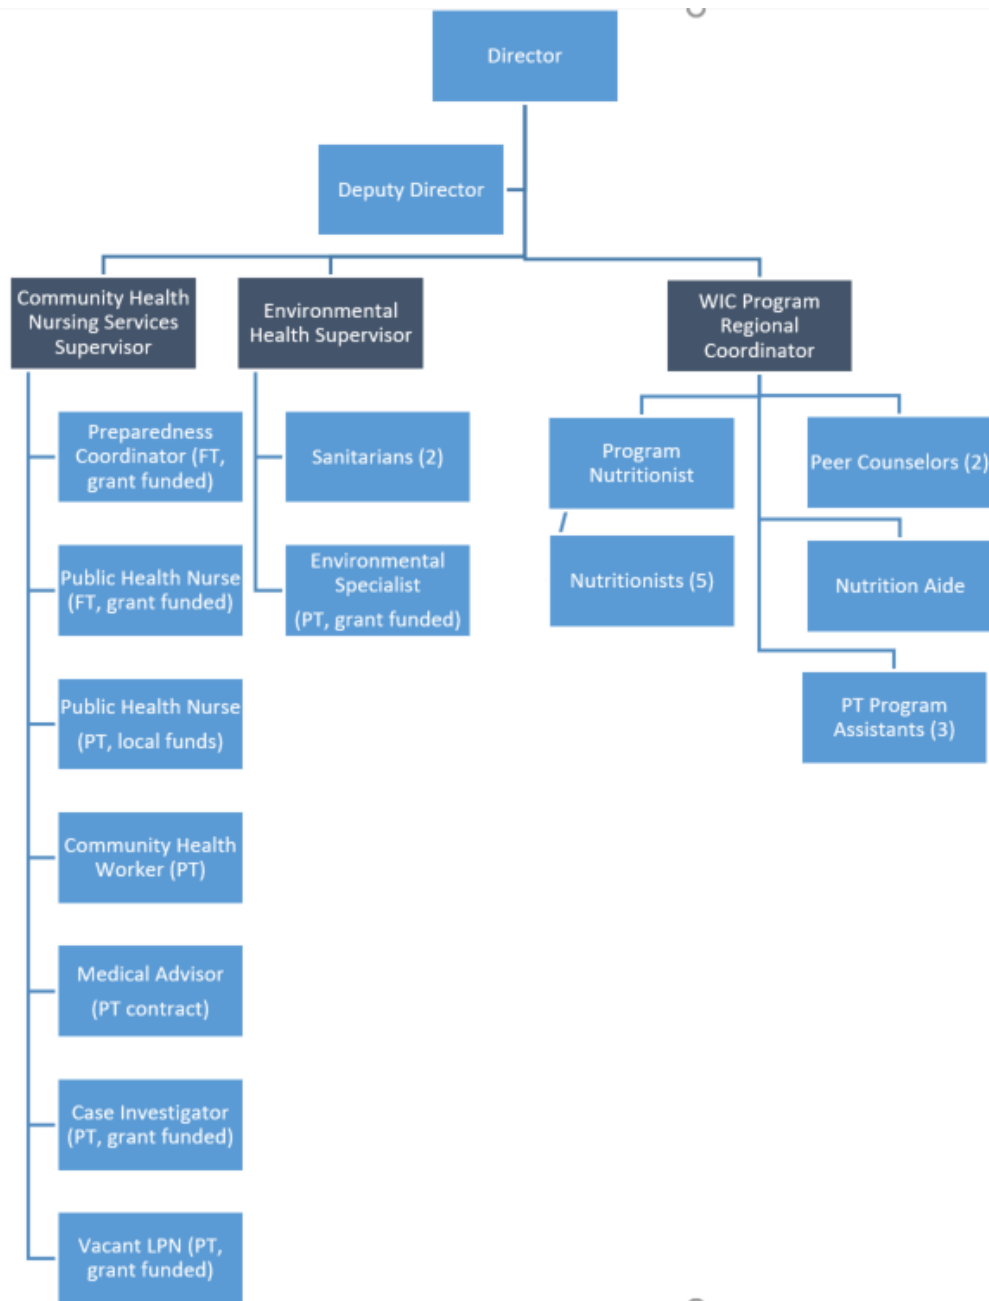 Director
Deputy Director
Community Health
Nursing Services
Supervisor
Environmental
Health Supervisor
WIC Program
Regional
Coordinator
Preparedness
Coordinator (FT,
grant funded)
Public Health Nurse
(FT, grant funded)
Public Health Nurse
(PT, local funds)
Community Health
Worker (PT)
Medical Advisor
(PT contract)
Case Investigator
(PT, grant funded)
Vacant LPN (PT,
grant funded)
Sanitarians (2)
Environmental
Specialist
(PT, grant funded)
Program
Nutritionist
Nutritionists (5)
Peer Counselors (2)
Nutrition Aide
PT Program
Assistants (3)